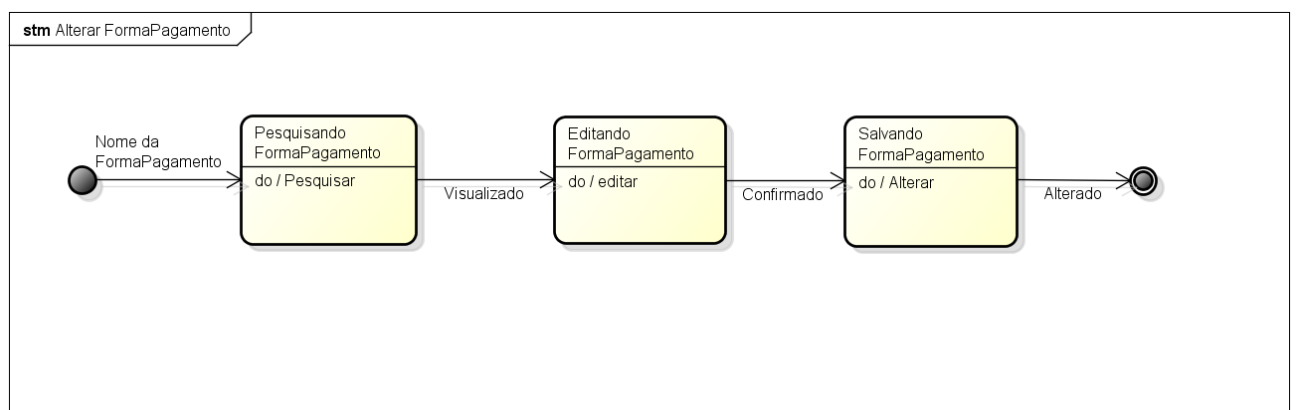 stm Alterar FormaPagamento
Nome da
FormaPagamento
Pesquisando
FormaPagamento
do / Pesquisar
Visualizado
Editando
FormaPagamento
do / editar
Confirmado
Salvando
FormaPagamento
do / Alterar
Alterado